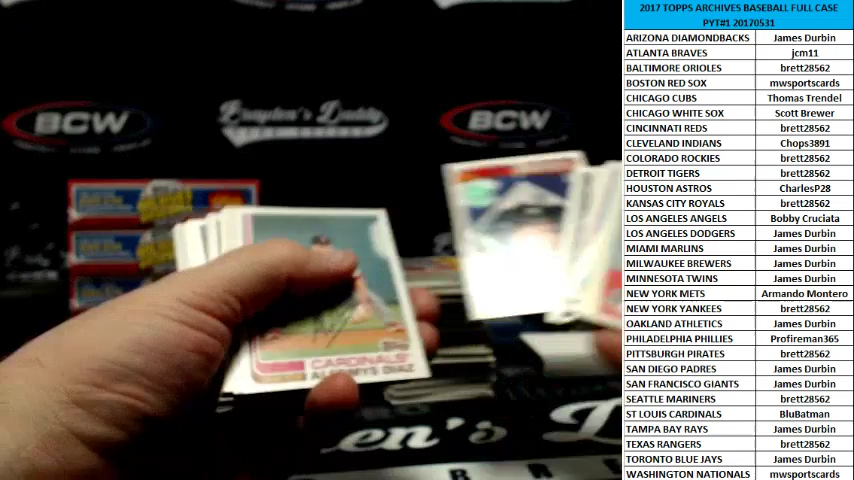 2017 TOPPS ARCHIVES BASEBALL FULL CASE
PYT#1 20170531
ARIZONA DIAMONDBACKS James Durbin
ATLANTA BRAVES jcm11
BALTIMORE ORIOLES brett28562
BOSTON RED SOX mwsportscards
CHICAGO CUBS Thomas Trendel
CHICAGO WHITE SOX Scott Brewer
CINCINNATI REDS brett28562
CLEVELAND INDIANS Chops3891
COLORADO ROCKIES brett28562
DETROIT TIGERS brett28562
HOUSTON ASTROS CharlesP28
KANSAS CITY ROYALS brett28562
LOS ANGELES ANGELS Bobby Cruciata
LOS ANGELES DODGERS James Durbin
MIAMI MARLINS James Durbin
MILWAUKEE BREWERS James Durbin
MINNESOTA TWINS James Durbin
NEW YORK METS Armando Montero
NEW YORK YANKEES brett28562
OAKLAND ATHLETICS James Durbin
PHILADELPHIA PHILLIES Profireman365
PITTSBURGH PIRATES brett28562
SAN DIEGO PADRES James Durbin
SAN FRANCISCO GIANTS James Durbin
SEATTLE MARINERS brett28562
ST LOUIS CARDINALS BluBatman
TAMPA BAY RAYS James Durbin
TEXAS RANGERS brett28562
TORONTO BLUE JAYS James Durbin
WASHINGTON NATIONALS mwsportscards
BCW
Brayden's Daddy
BCW
CARDINALS
ALEDMYS DIAZ
en's D